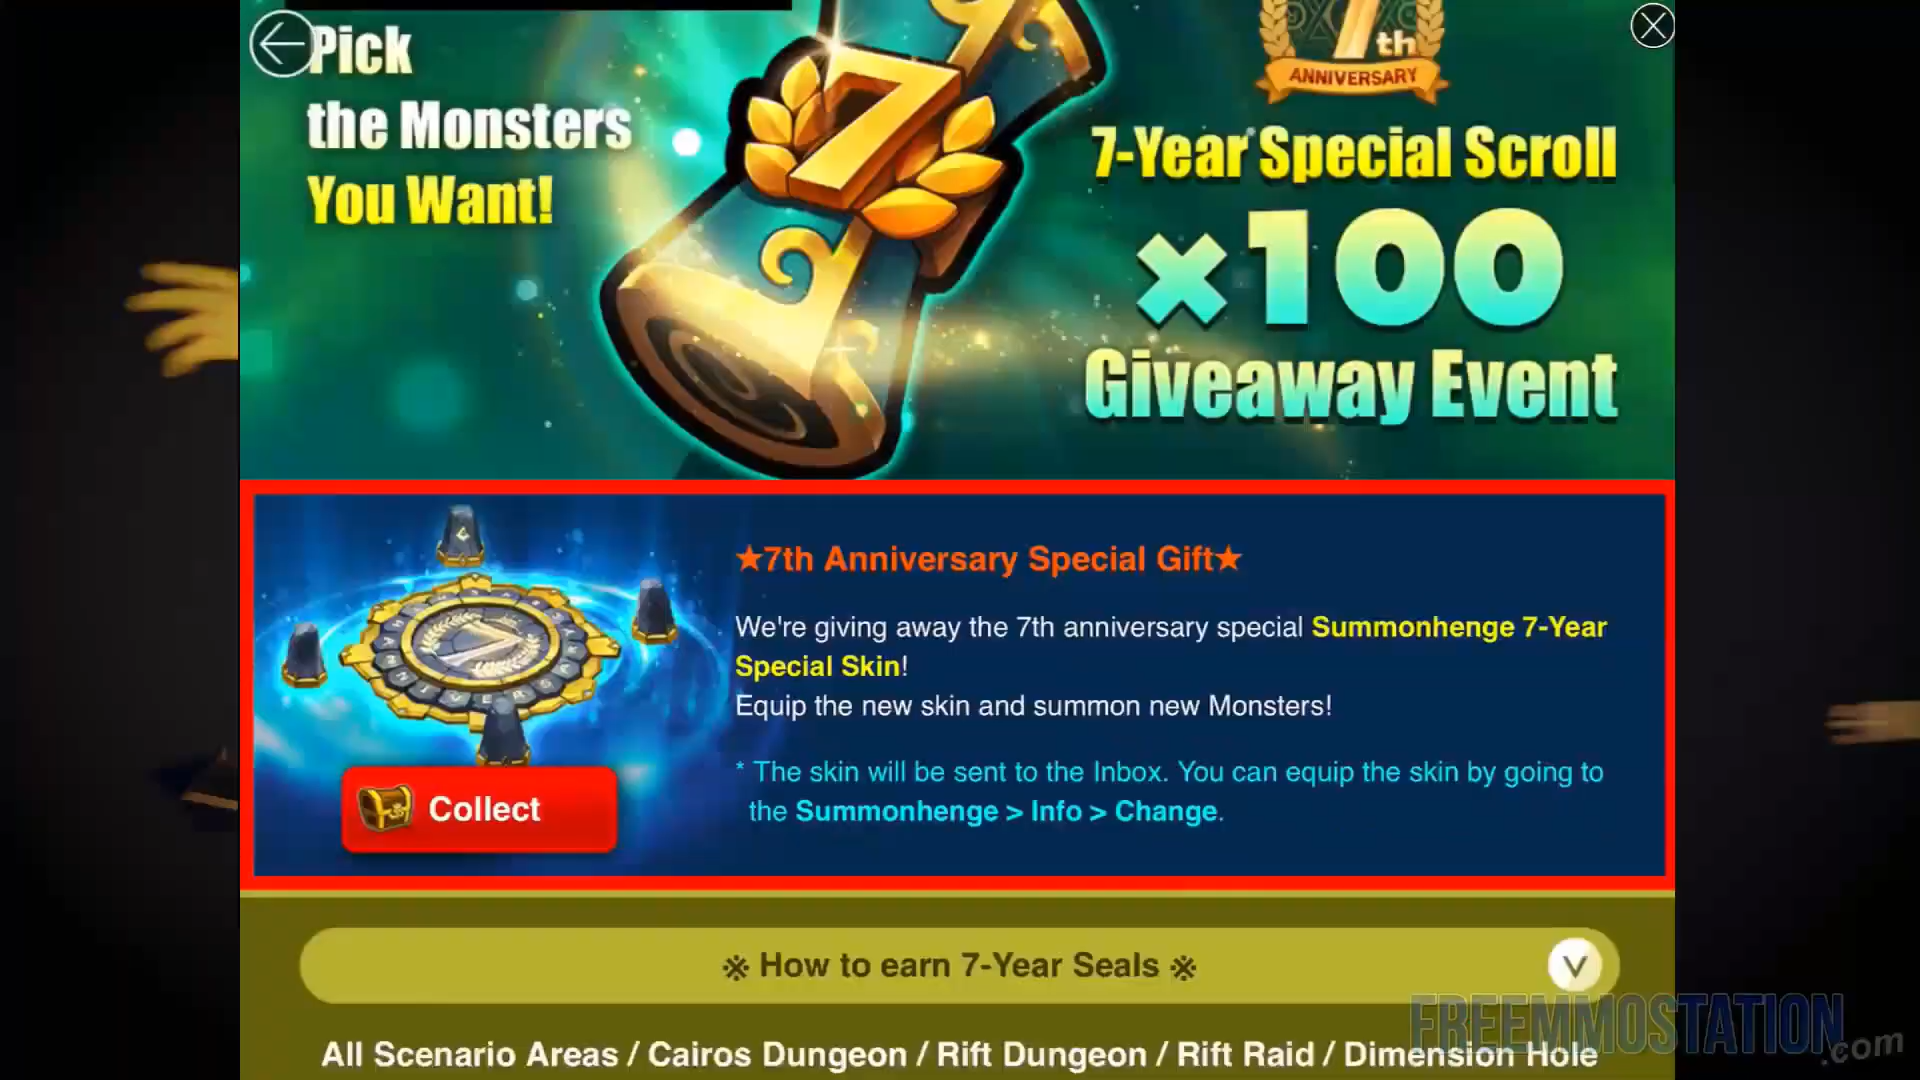 Pick
the Monsters
You Want!
7
7th
ANNIVERSARY
7-Year Special Scroll
×100
Giveaway Event
★7th Anniversary Special Gift★
We're giving away the 7th anniversary special Summonhenge 7-Year
Special Skin!
Equip the new skin and summon new Monsters!
* The skin will be sent to the Inbox. You can equip the skin by going to
the Summonhenge > Info > Change.
Collect
※ How to earn 7-Year Seals ※
All Scenario Areas / Cairos Dungeon / Rift Dungeon / Rift Raid / Dimension Hole
FREEMMOSTATION
.com